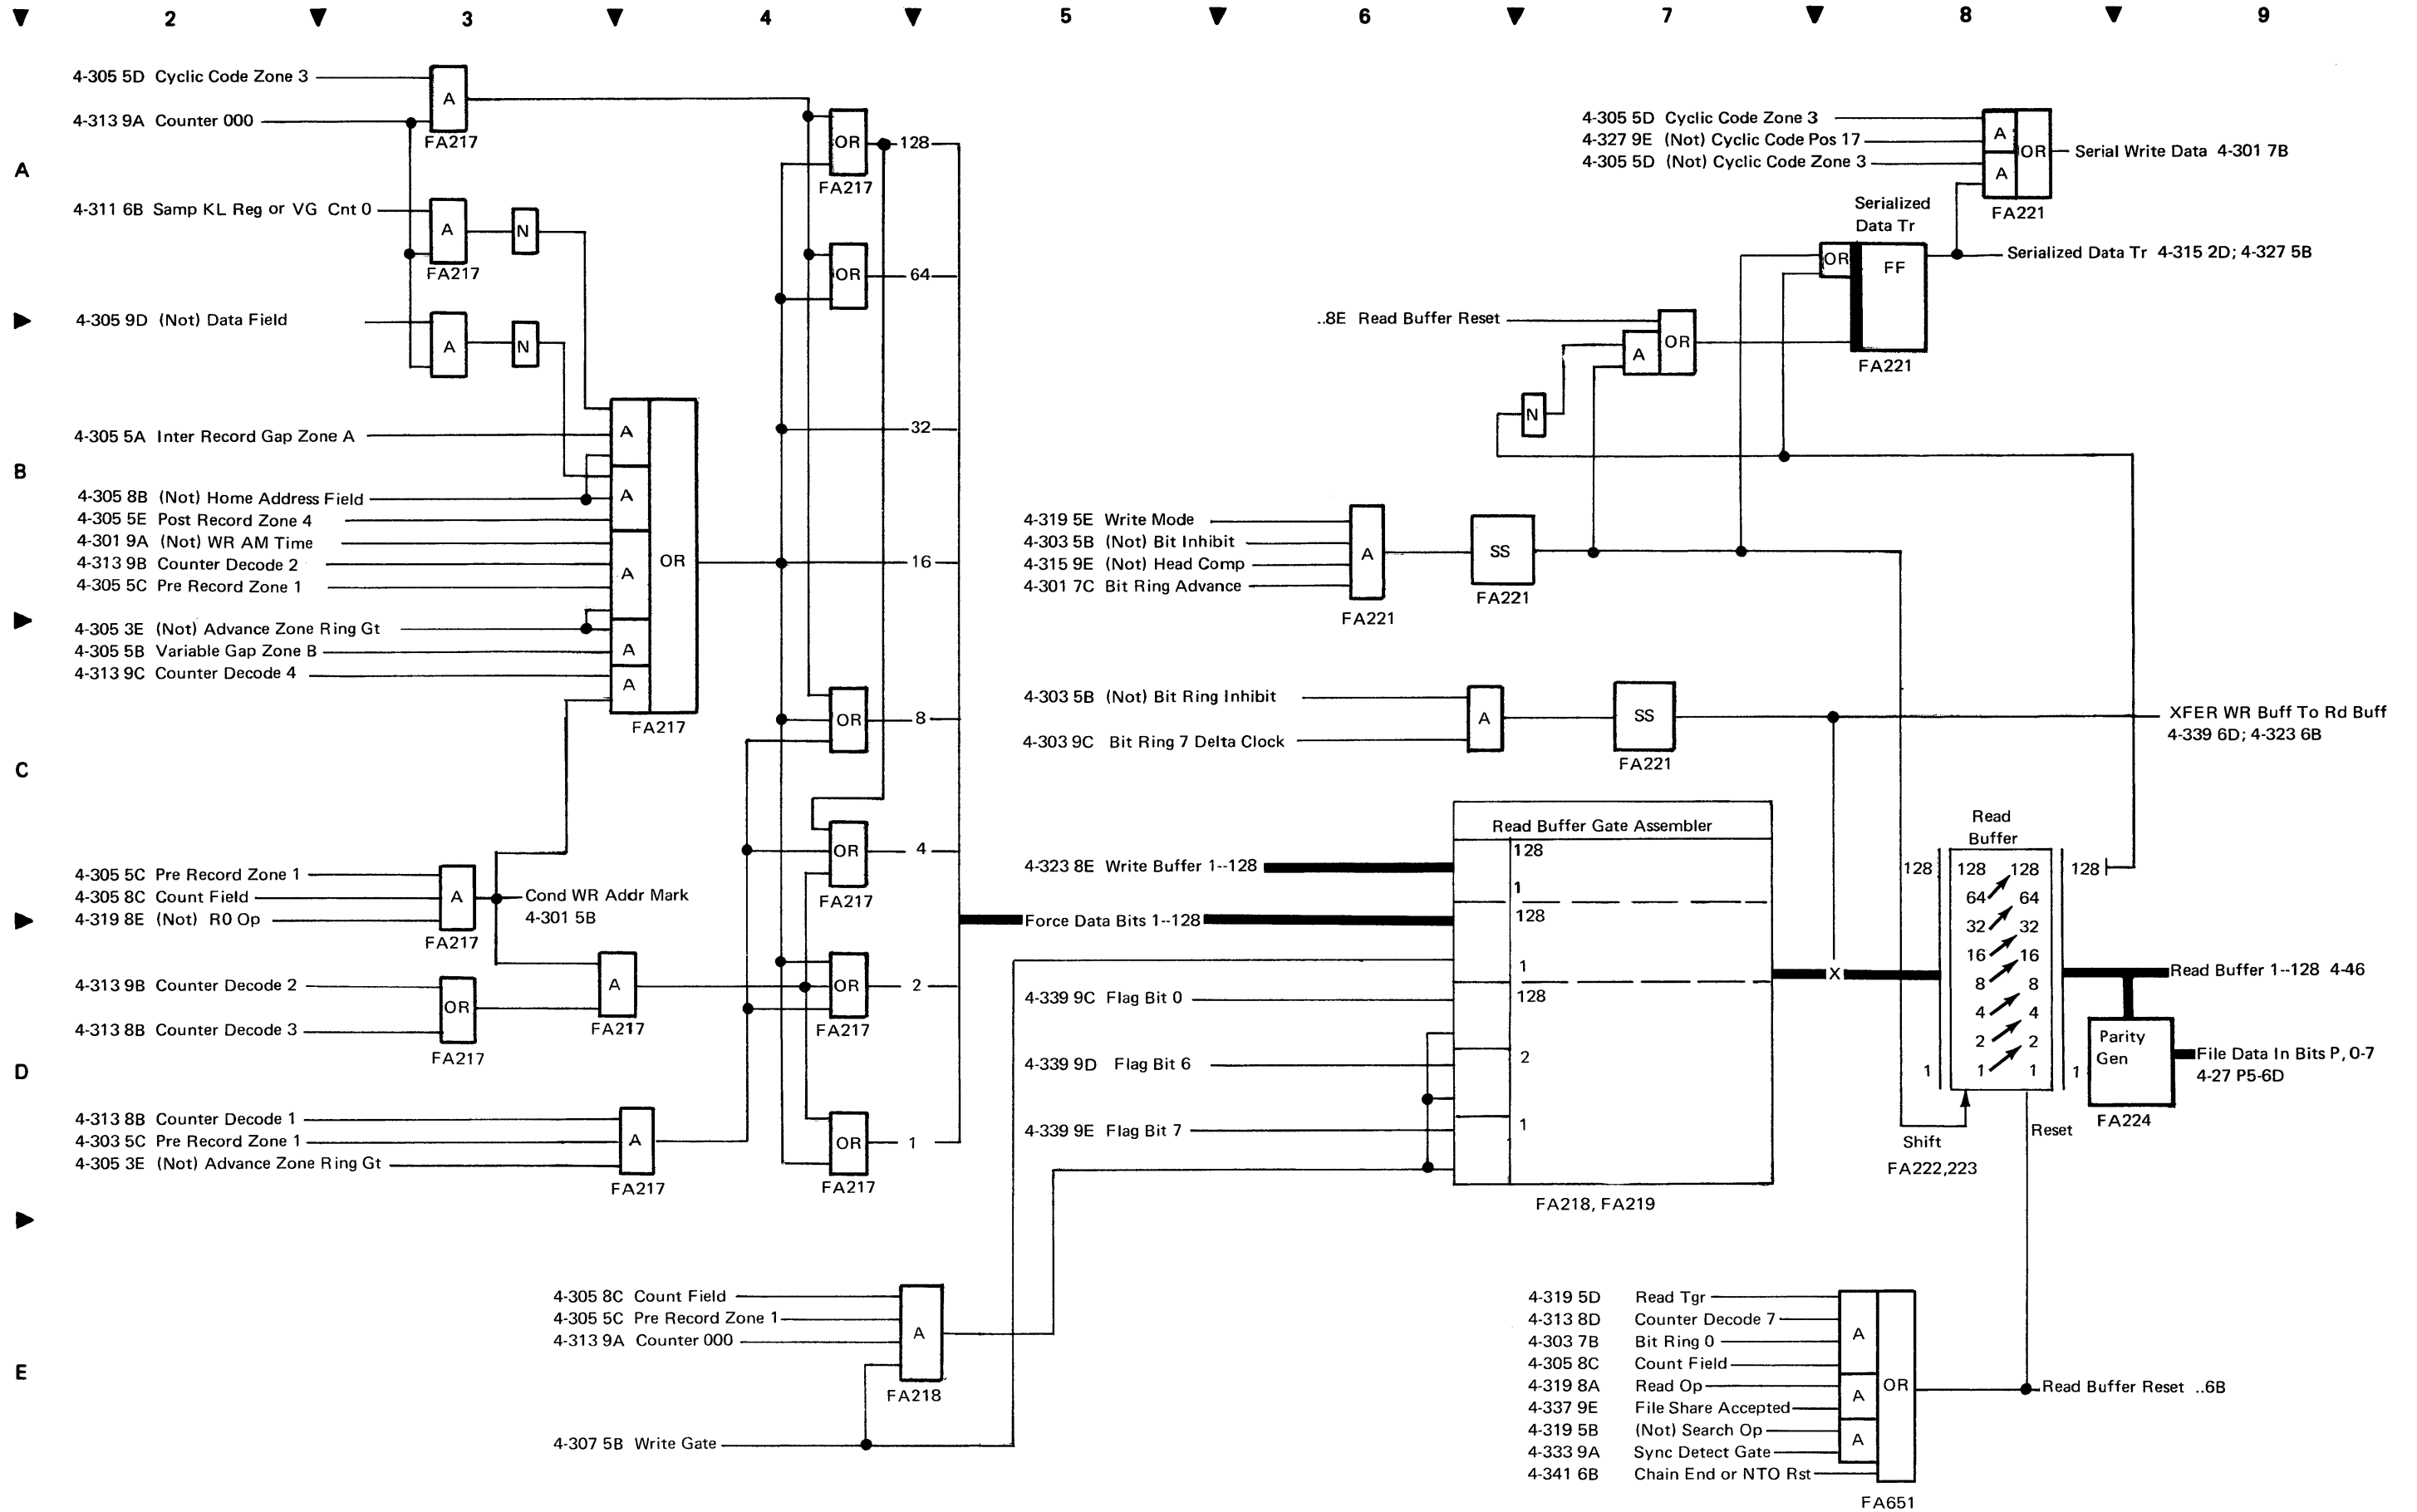 2 3 4 5 6 7 8 9
A
B
C
D
E
4-305 5D Cyclic Code Zone 3
4-313 9A Counter 000
A
FA217
4-311 6B Samp KL Reg or VG Cnt 0
A
N
FA217
4-305 9D (Not) Data Field
A
N
4-305 5A Inter Record Gap Zone A
4-305 8B (Not) Home Address Field
4-305 5E Post Record Zone 4
4-301 9A (Not) WR AM Time
4-313 9B Counter Decode 2
4-305 5C Pre Record Zone 1
4-305 3E (Not) Advance Zone Ring Gt
4-305 5B Variable Gap Zone B
4-313 9C Counter Decode 4
A
A
A
A
A
OR
FA217
4-305 5C Pre Record Zone 1
4-305 8C Count Field
4-319 8E (Not) R0 Op
A
FA217
Cond WR Addr Mark
4-301 5B
4-313 9B Counter Decode 2
4-313 8B Counter Decode 3
OR
FA217
A
FA217
4-313 8B Counter Decode 1
4-303 5C Pre Record Zone 1
4-305 3E (Not) Advance Zone Ring Gt
A
FA217
OR
128
FA217
OR
64
32
16
OR
8
OR
4
FA217
OR
2
FA217
OR
1
FA217
4-305 8C Count Field
4-305 5C Pre Record Zone 1
4-313 9A Counter 000
A
FA218
4-307 5B Write Gate
4-305 5D Cyclic Code Zone 3
4-327 9E (Not) Cyclic Code Pos 17
4-305 5D (Not) Cyclic Code Zone 3
A
A
OR
FA221
Serial Write Data 4-301 7B
Serialized
Data Tr
OR
FF
FA221
Serialized Data Tr 4-315 2D; 4-327 5B
..8E Read Buffer Reset
A
OR
N
4-319 5E Write Mode
4-303 5B (Not) Bit Inhibit
4-315 9E (Not) Head Comp
4-301 7C Bit Ring Advance
A
FA221
SS
FA221
4-303 5B (Not) Bit Ring Inhibit
4-303 9C Bit Ring 7 Delta Clock
A
SS
FA221
XFER WR Buff To Rd Buff
4-339 6D; 4-323 6B
Read Buffer Gate Assembler
4-323 8E Write Buffer 1--128
128
1
Force Data Bits 1--128
128
1
4-339 9C Flag Bit 0
128
4-339 9D Flag Bit 6
2
4-339 9E Flag Bit 7
1
FA218, FA219
X
Read
Buffer
128 128 128 128
64 64
32 32
16 16
8 8
4 4
2 2
1 1 1 1
Shift
FA222,223
Reset
Read Buffer 1--128 4-46
Parity
Gen
FA224
File Data In Bits P, 0-7
4-27 P5-6D
4-319 5D Read Tgr
4-313 8D Counter Decode 7
4-303 7B Bit Ring 0
4-305 8C Count Field
4-319 8A Read Op
4-337 9E File Share Accepted
4-319 5B (Not) Search Op
4-333 9A Sync Detect Gate
4-341 6B Chain End or NTO Rst
A
A
A
OR
FA651
Read Buffer Reset ..6B